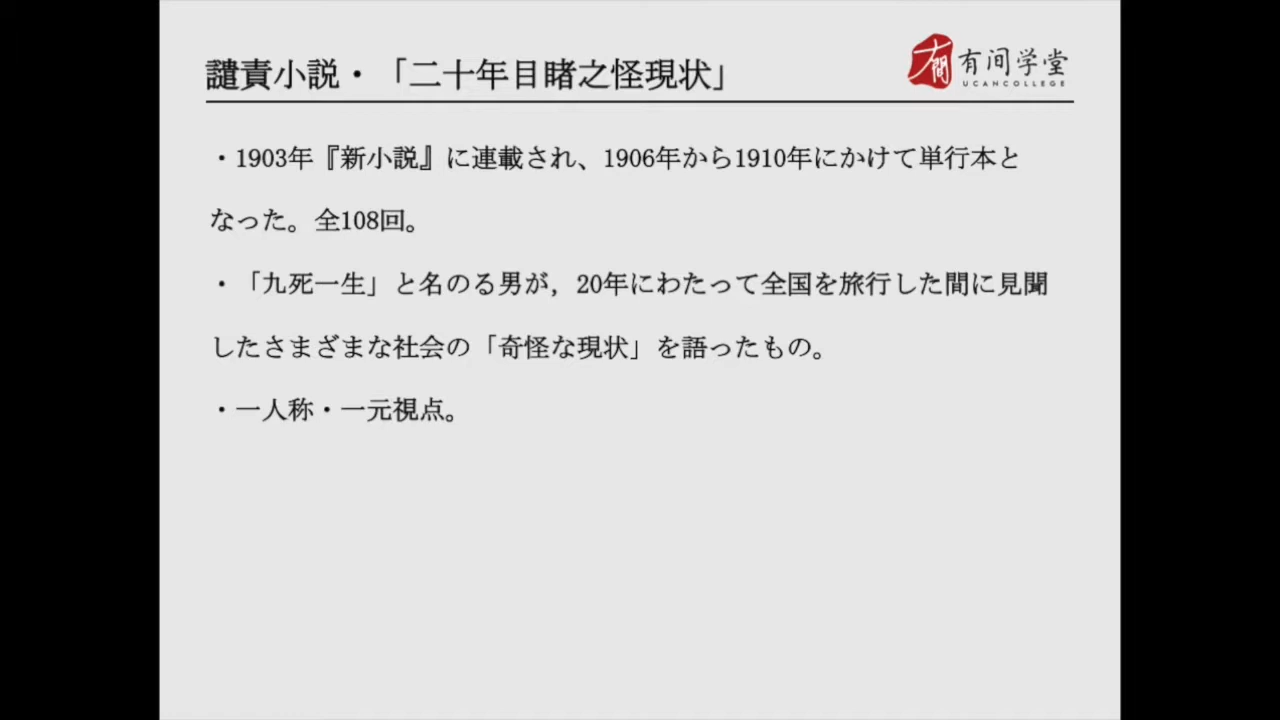 譴責小説・「二十年目睹之怪現状」
有間
有间学堂
UCANCOLLEGE
・1903年『新小説』に連載され、1906年から1910年にかけて単行本と
なった。全108回。
・「九死一生」と名のる男が，20年にわたって全国を旅行した間に見聞
したさまざまな社会の「奇怪な現状」を語ったもの。
・一人称・一元視点。